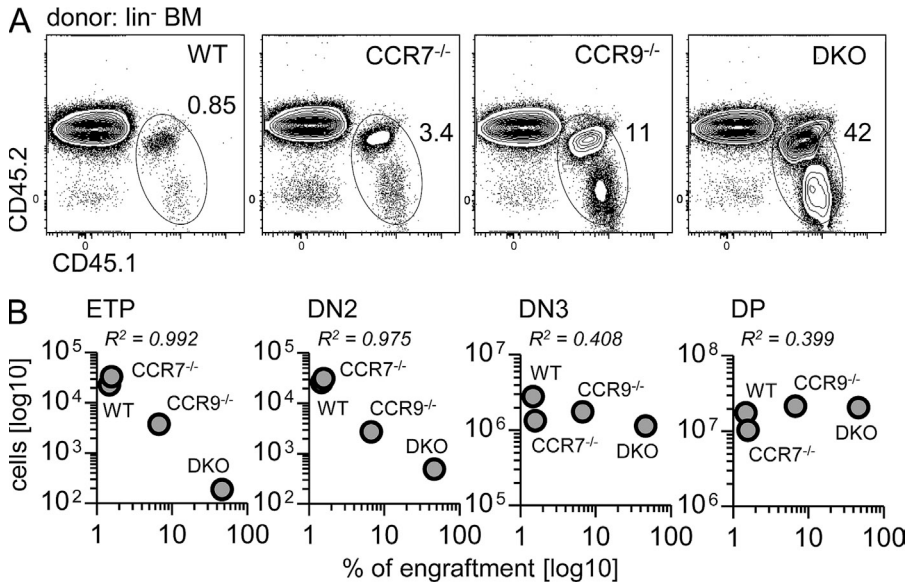 A donor: lin⁻ BM
WT CCR7⁻/⁻ CCR9⁻/⁻ DKO
0.85 3.4 11 42
CD45.2
0 0 0 0
0 0 0 0
CD45.1
B ETP DN2 DN3 DP
R² = 0.992 R² = 0.975 R² = 0.408 R² = 0.399
cells [log10]
10⁵ 10⁴ 10³ 10²
WT CCR7⁻/⁻ CCR9⁻/⁻ DKO
1 10 100
10⁵ 10⁴ 10³ 10²
WT CCR7⁻/⁻ CCR9⁻/⁻ DKO
1 10 100
10⁷ 10⁶ 10⁵
WT CCR7⁻/⁻ CCR9⁻/⁻ DKO
1 10 100
10⁸ 10⁷ 10⁶
WT CCR7⁻/⁻ CCR9⁻/⁻ DKO
1 10 100
% of engraftment [log10]